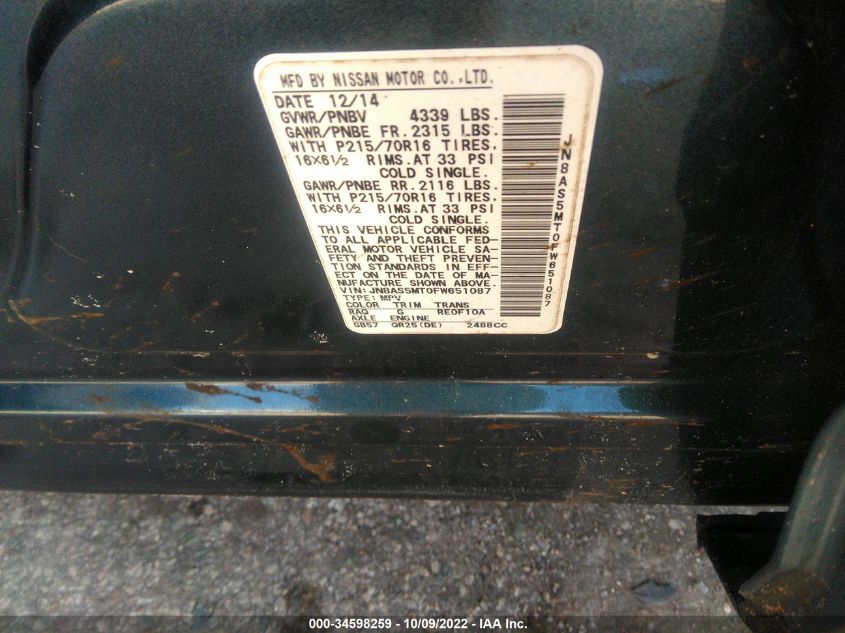 MFD BY NISSAN MOTOR CO.,LTD.
DATE 12/14
GVWR/PNBV 4339 LBS.
GAWR/PNBE FR. 2315 LBS.
WITH P215/70R16 TIRES.
16X6½ RIMS. AT 33 PSI
COLD SINGLE.
GAWR/PNBE RR. 2116 LBS.
WITH P215/70R16 TIRES.
16X6½ RIMS. AT 33 PSI
COLD SINGLE.
THIS VEHICLE CONFORMS
TO ALL APPLICABLE FED-
ERAL MOTOR VEHICLE SA-
FETY AND THEFT PREVEN-
TION STANDARDS IN EFF-
ECT ON THE DATE OF MA-
NUFACTURE SHOWN ABOVE.
VIN: JN8AS5MT0FW651087
TYPE: MPV
COLOR TRIM TRANS
RAQ G RE0F10A
AXLE ENGINE
GB57 QR25(DE) 2488CC
JN8AS5MT0FW651087
000-34598259 - 10/09/2022 - IAA Inc.